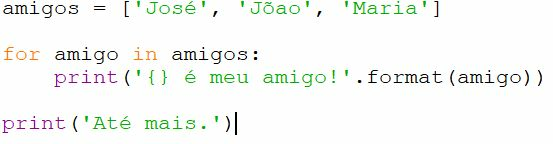 amigos = ['José', 'Jõao', 'Maria']
for amigo in amigos:
    print('{} é meu amigo!'.format(amigo))
print('Até mais.')